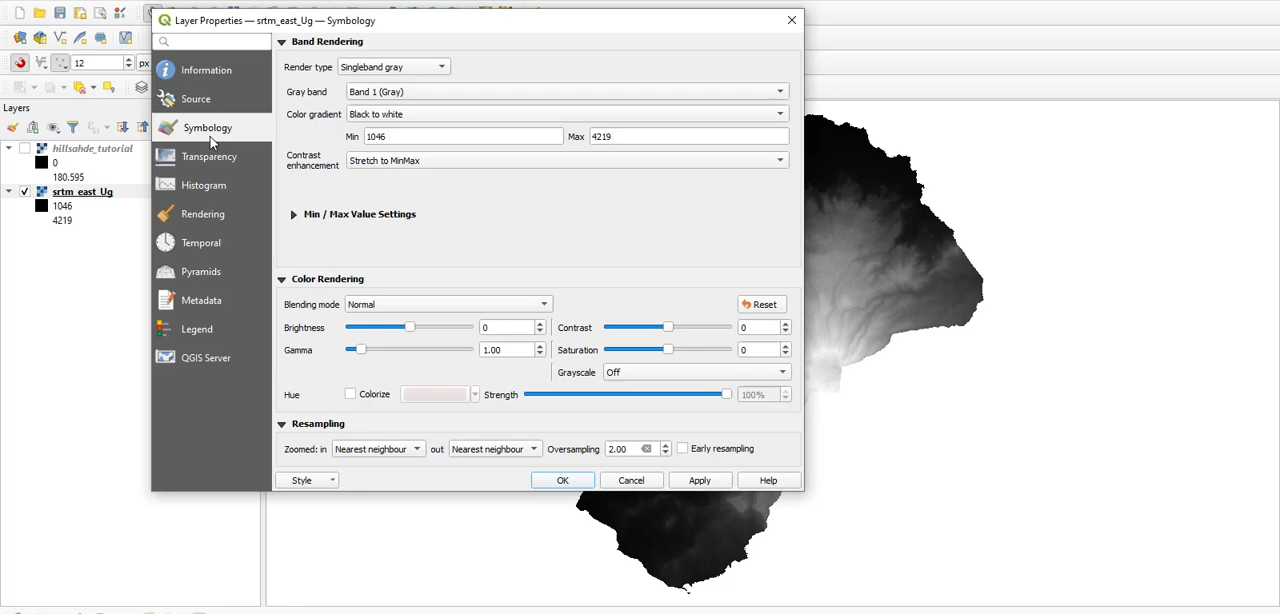 Layer Properties — srtm_east_Ug — Symbology
12
px
Layers
hillsahde_tutorial
0
180.595
srtm_east_Ug
1046
4219
Information
Source
Symbology
Transparency
Histogram
Rendering
Temporal
Pyramids
Metadata
Legend
QGIS Server
Band Rendering
Render type Singleband gray
Gray band Band 1 (Gray)
Color gradient Black to white
Min 1046 Max 4219
Contrast
enhancement Stretch to MinMax
Min / Max Value Settings
Color Rendering
Blending mode Normal Reset
Brightness 0 Contrast 0
Gamma 1.00 Saturation 0
Grayscale Off
Hue Colorize Strength 100%
Resampling
Zoomed: in Nearest neighbour out Nearest neighbour Oversampling 2.00 Early resampling
Style OK Cancel Apply Help